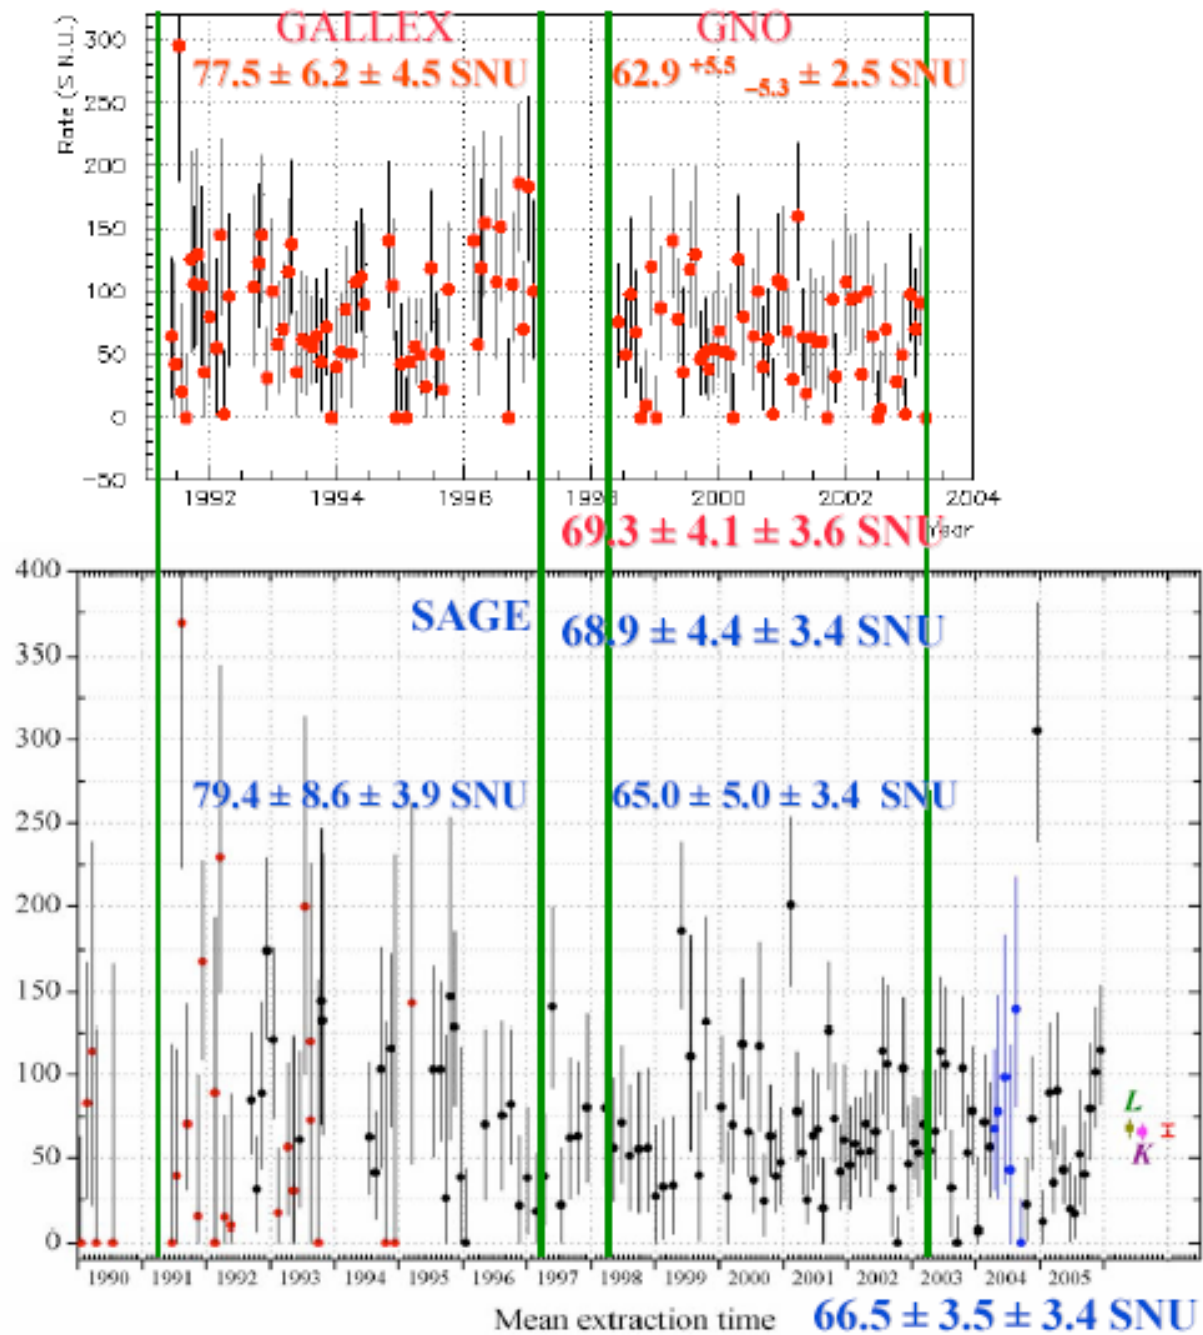 GALLEX GNO
77.5 ± 6.2 ± 4.5 SNU 62.9 +5.5 −5.3 ± 2.5 SNU
Rate (S.N.U.)
300
250
200
150
100
50
0
−50
1992 1994 1996 1998 2000 2002 2004
Year
69.3 ± 4.1 ± 3.6 SNU
400
SAGE 68.9 ± 4.4 ± 3.4 SNU
350
300
79.4 ± 8.6 ± 3.9 SNU 65.0 ± 5.0 ± 3.4 SNU
250
200
150
100
L
K
50
0
1990 1991 1992 1993 1994 1995 1996 1997 1998 1999 2000 2001 2002 2003 2004 2005
Mean extraction time 66.5 ± 3.5 ± 3.4 SNU